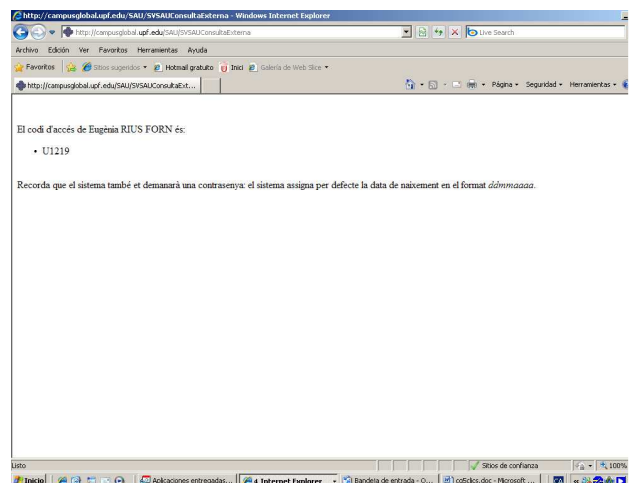 http://campusglobal.upf.edu/SAU/SVSAUConsultaExterna - Windows Internet Explorer
http://campusglobal.upf.edu/SAU/SVSAUConsultaExterna Live Search
Archivo Edición Ver Favoritos Herramientas Ayuda
Favoritos Sitios sugeridos Hotmail gratuito Inici Galería de Web Slice
http://campusglobal.upf.edu/SAU/SVSAUConsultaExt... Página Seguridad Herramientas
El codi d'accés de Eugènia RIUS FORN és:
• U1219
Recorda que el sistema també et demanarà una contrasenya: el sistema assigna per defecte la data de naixement en el format ddmmaaaa.
Listo Sitios de confianza 100%
Inicio Aplicaciones entregadas... 4 Internet Explorer Bandeja de entrada - O... .doc - Microsoft ...